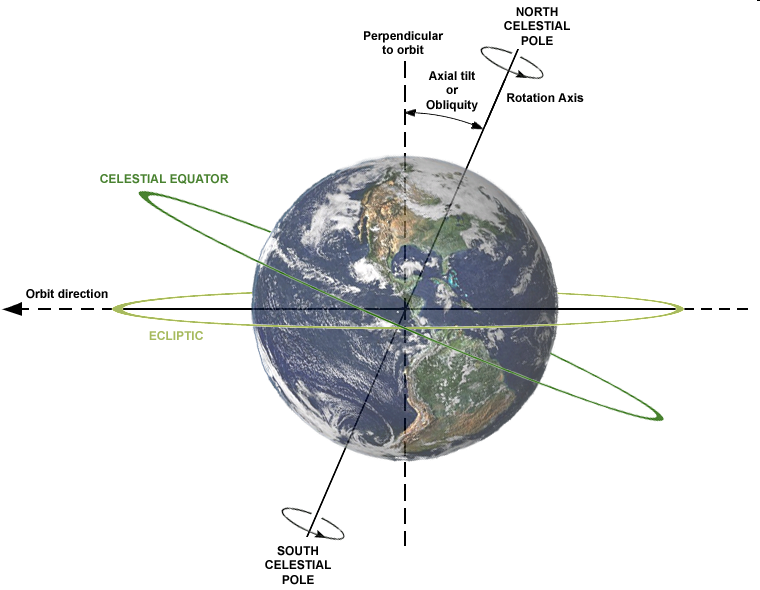 NORTH
CELESTIAL
POLE
Perpendicular
to orbit
Axial tilt
or
Obliquity
Rotation Axis
CELESTIAL EQUATOR
Orbit direction
ECLIPTIC
SOUTH
CELESTIAL
POLE